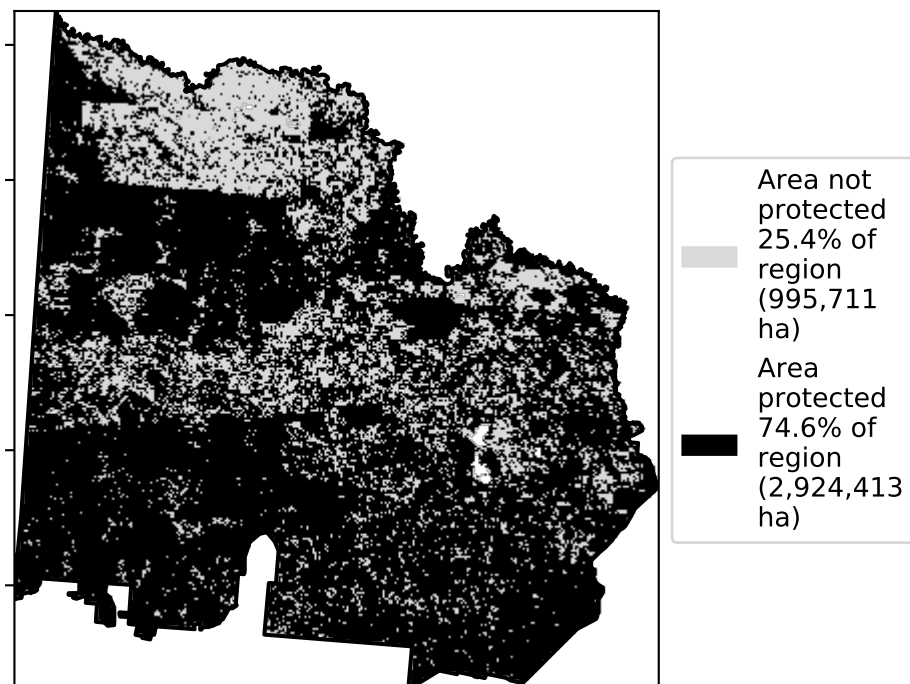 Area not
protected
25.4% of
region
(995,711
ha)
Area
protected
74.6% of
region
(2,924,413
ha)